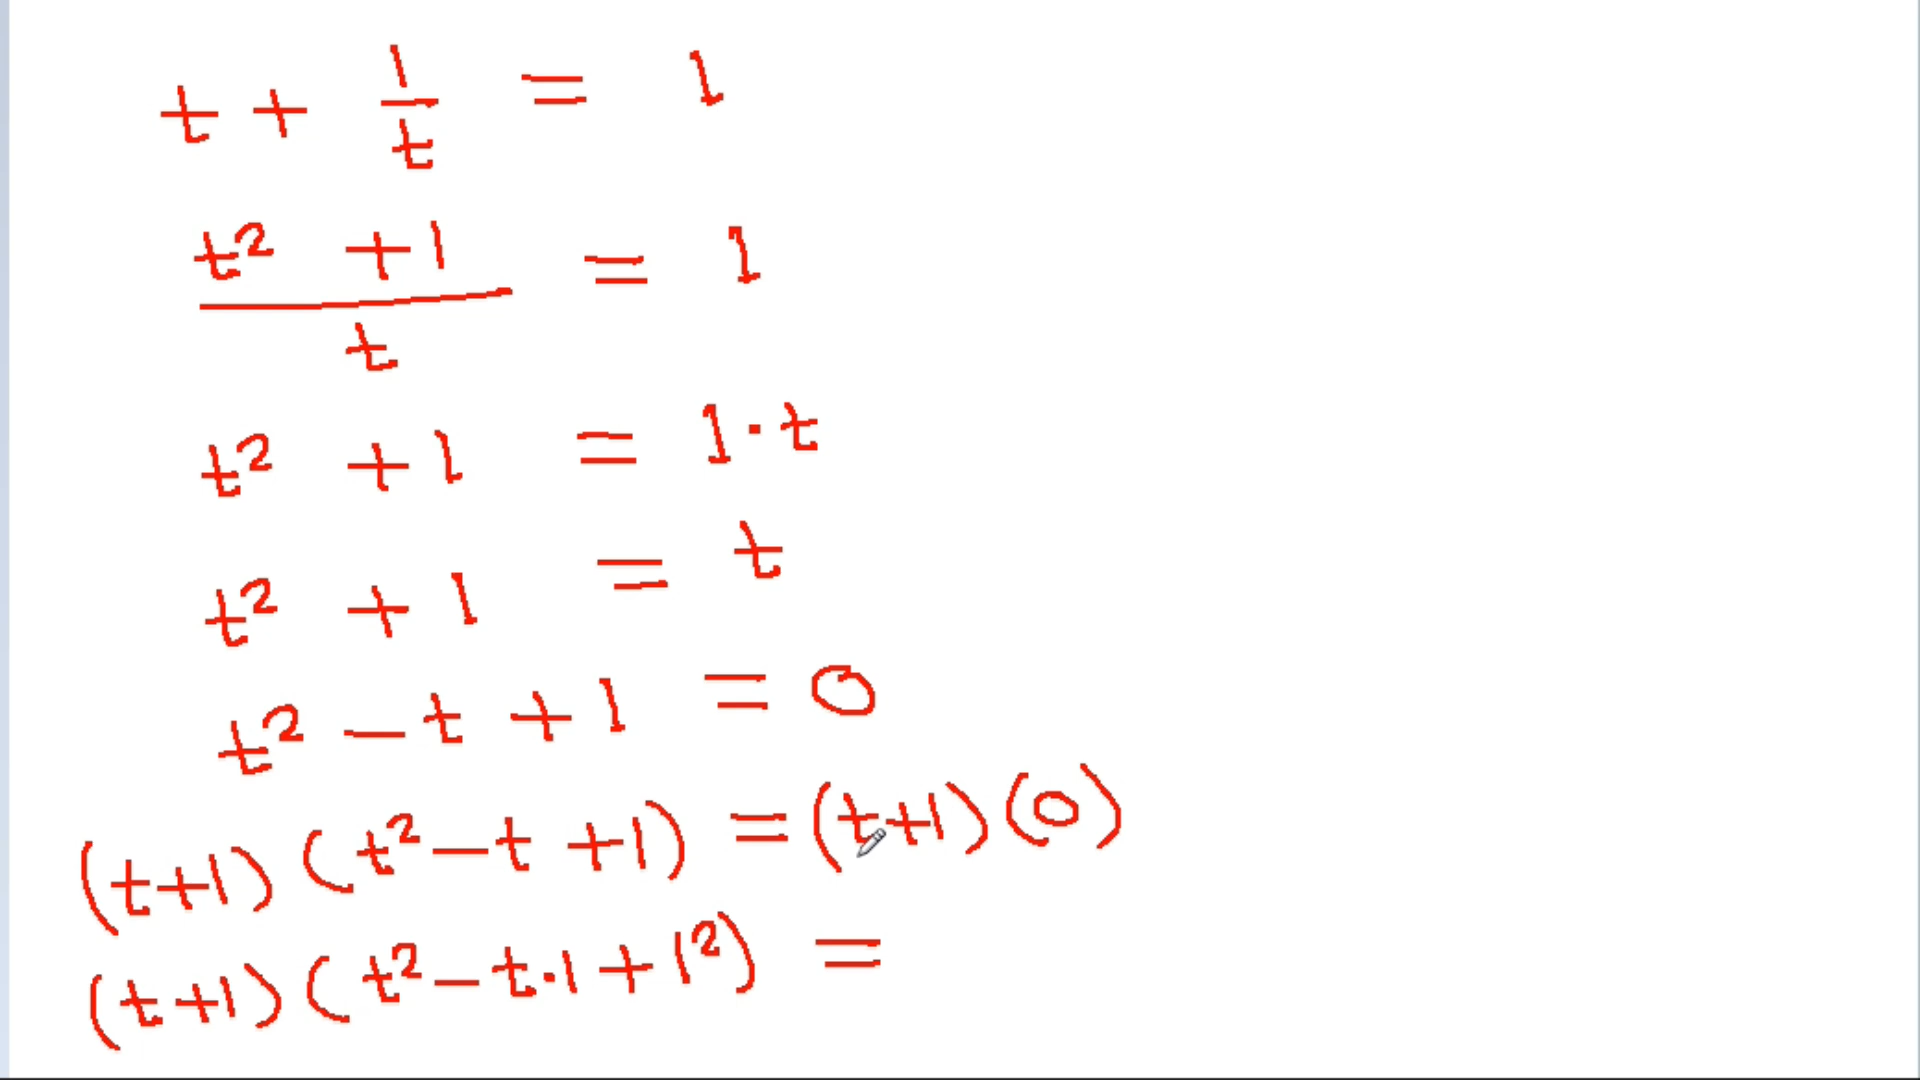 t + 1/t = 1
(t² + 1)/t = 1
t² + 1 = 1·t
t² + 1 = t
t² - t + 1 = 0
(t+1)(t² - t + 1) = (t+1)(0)
(t+1)(t² - t·1 + 1²) =